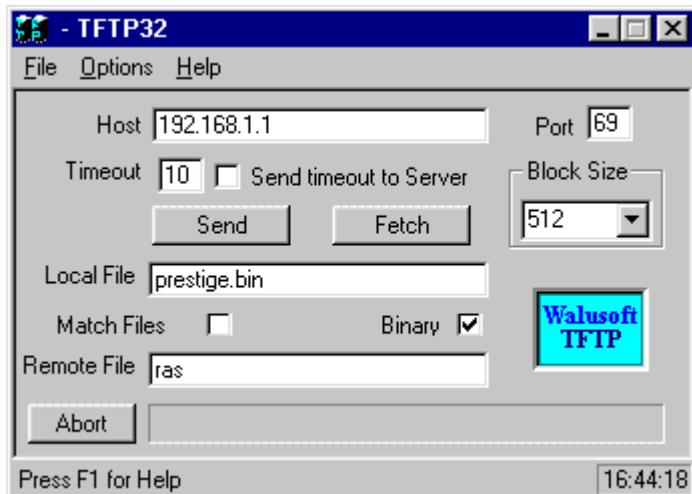 - TFTP32
File Options Help
Host 192.168.1.1 Port 69
Timeout 10 Send timeout to Server Block Size
Send Fetch 512
Local File prestige.bin
Match Files Binary Walusoft
TFTP
Remote File ras
Abort
Press F1 for Help 16:44:18